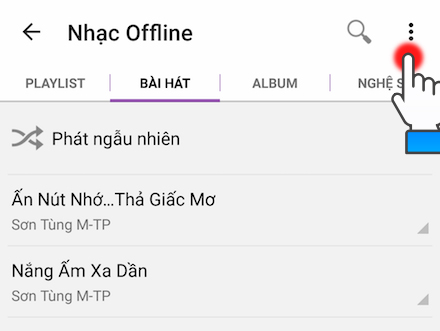 Nhạc Offline
PLAYLIST
BÀI HÁT
ALBUM
NGHỆ S
Phát ngẫu nhiên
Ấn Nút Nhớ...Thả Giấc Mơ
Sơn Tùng M-TP
Nắng Ấm Xa Dần
Sơn Tùng M-TP